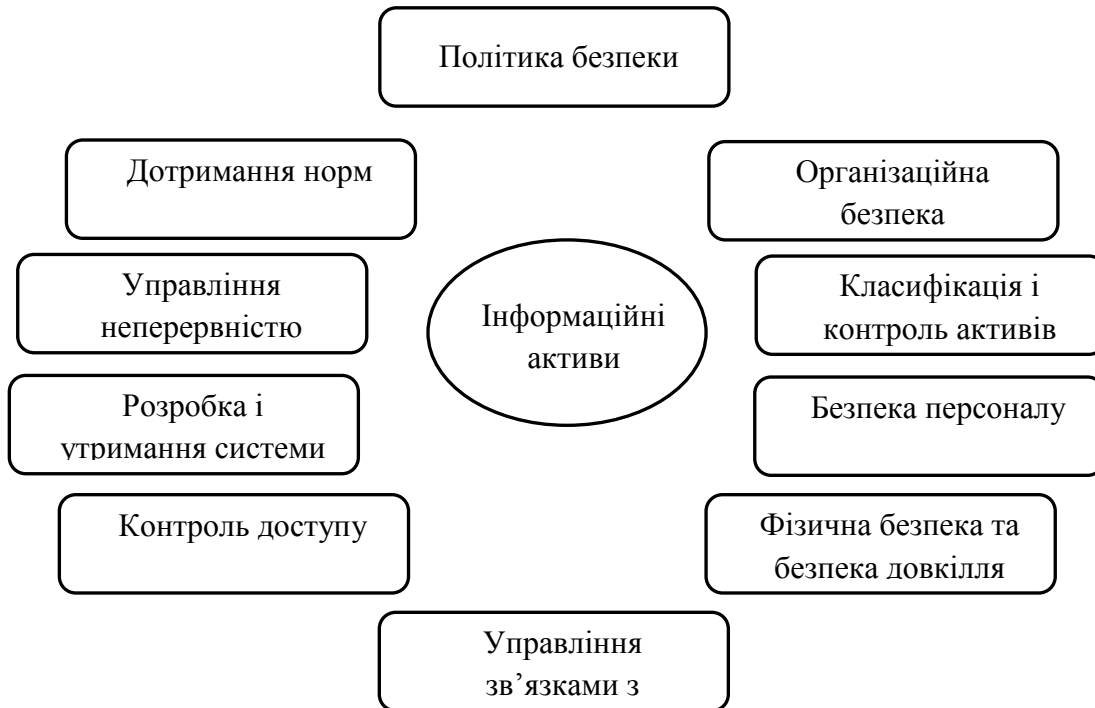 Політика безпеки
Дотримання норм
Організаційна
безпека
Управління
неперервністю
Інформаційні
активи
Класифікація і
контроль активів
Розробка і
утримання системи
Безпека персоналу
Контроль доступу
Фізична безпека та
безпека довкілля
Управління
зв’язками з